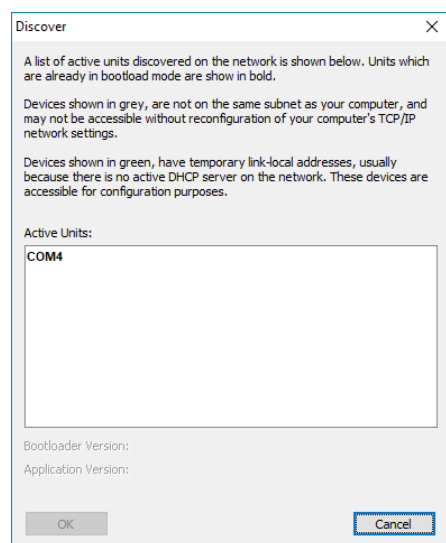 Discover
A list of active units discovered on the network is shown below. Units which
are already in bootload mode are show in bold.
Devices shown in grey, are not on the same subnet as your computer, and
may not be accessible without reconfiguration of your computer's TCP/IP
network settings.
Devices shown in green, have temporary link-local addresses, usually
because there is no active DHCP server on the network. These devices are
accessible for configuration purposes.
Active Units:
COM4
Bootloader Version:
Application Version:
OK Cancel